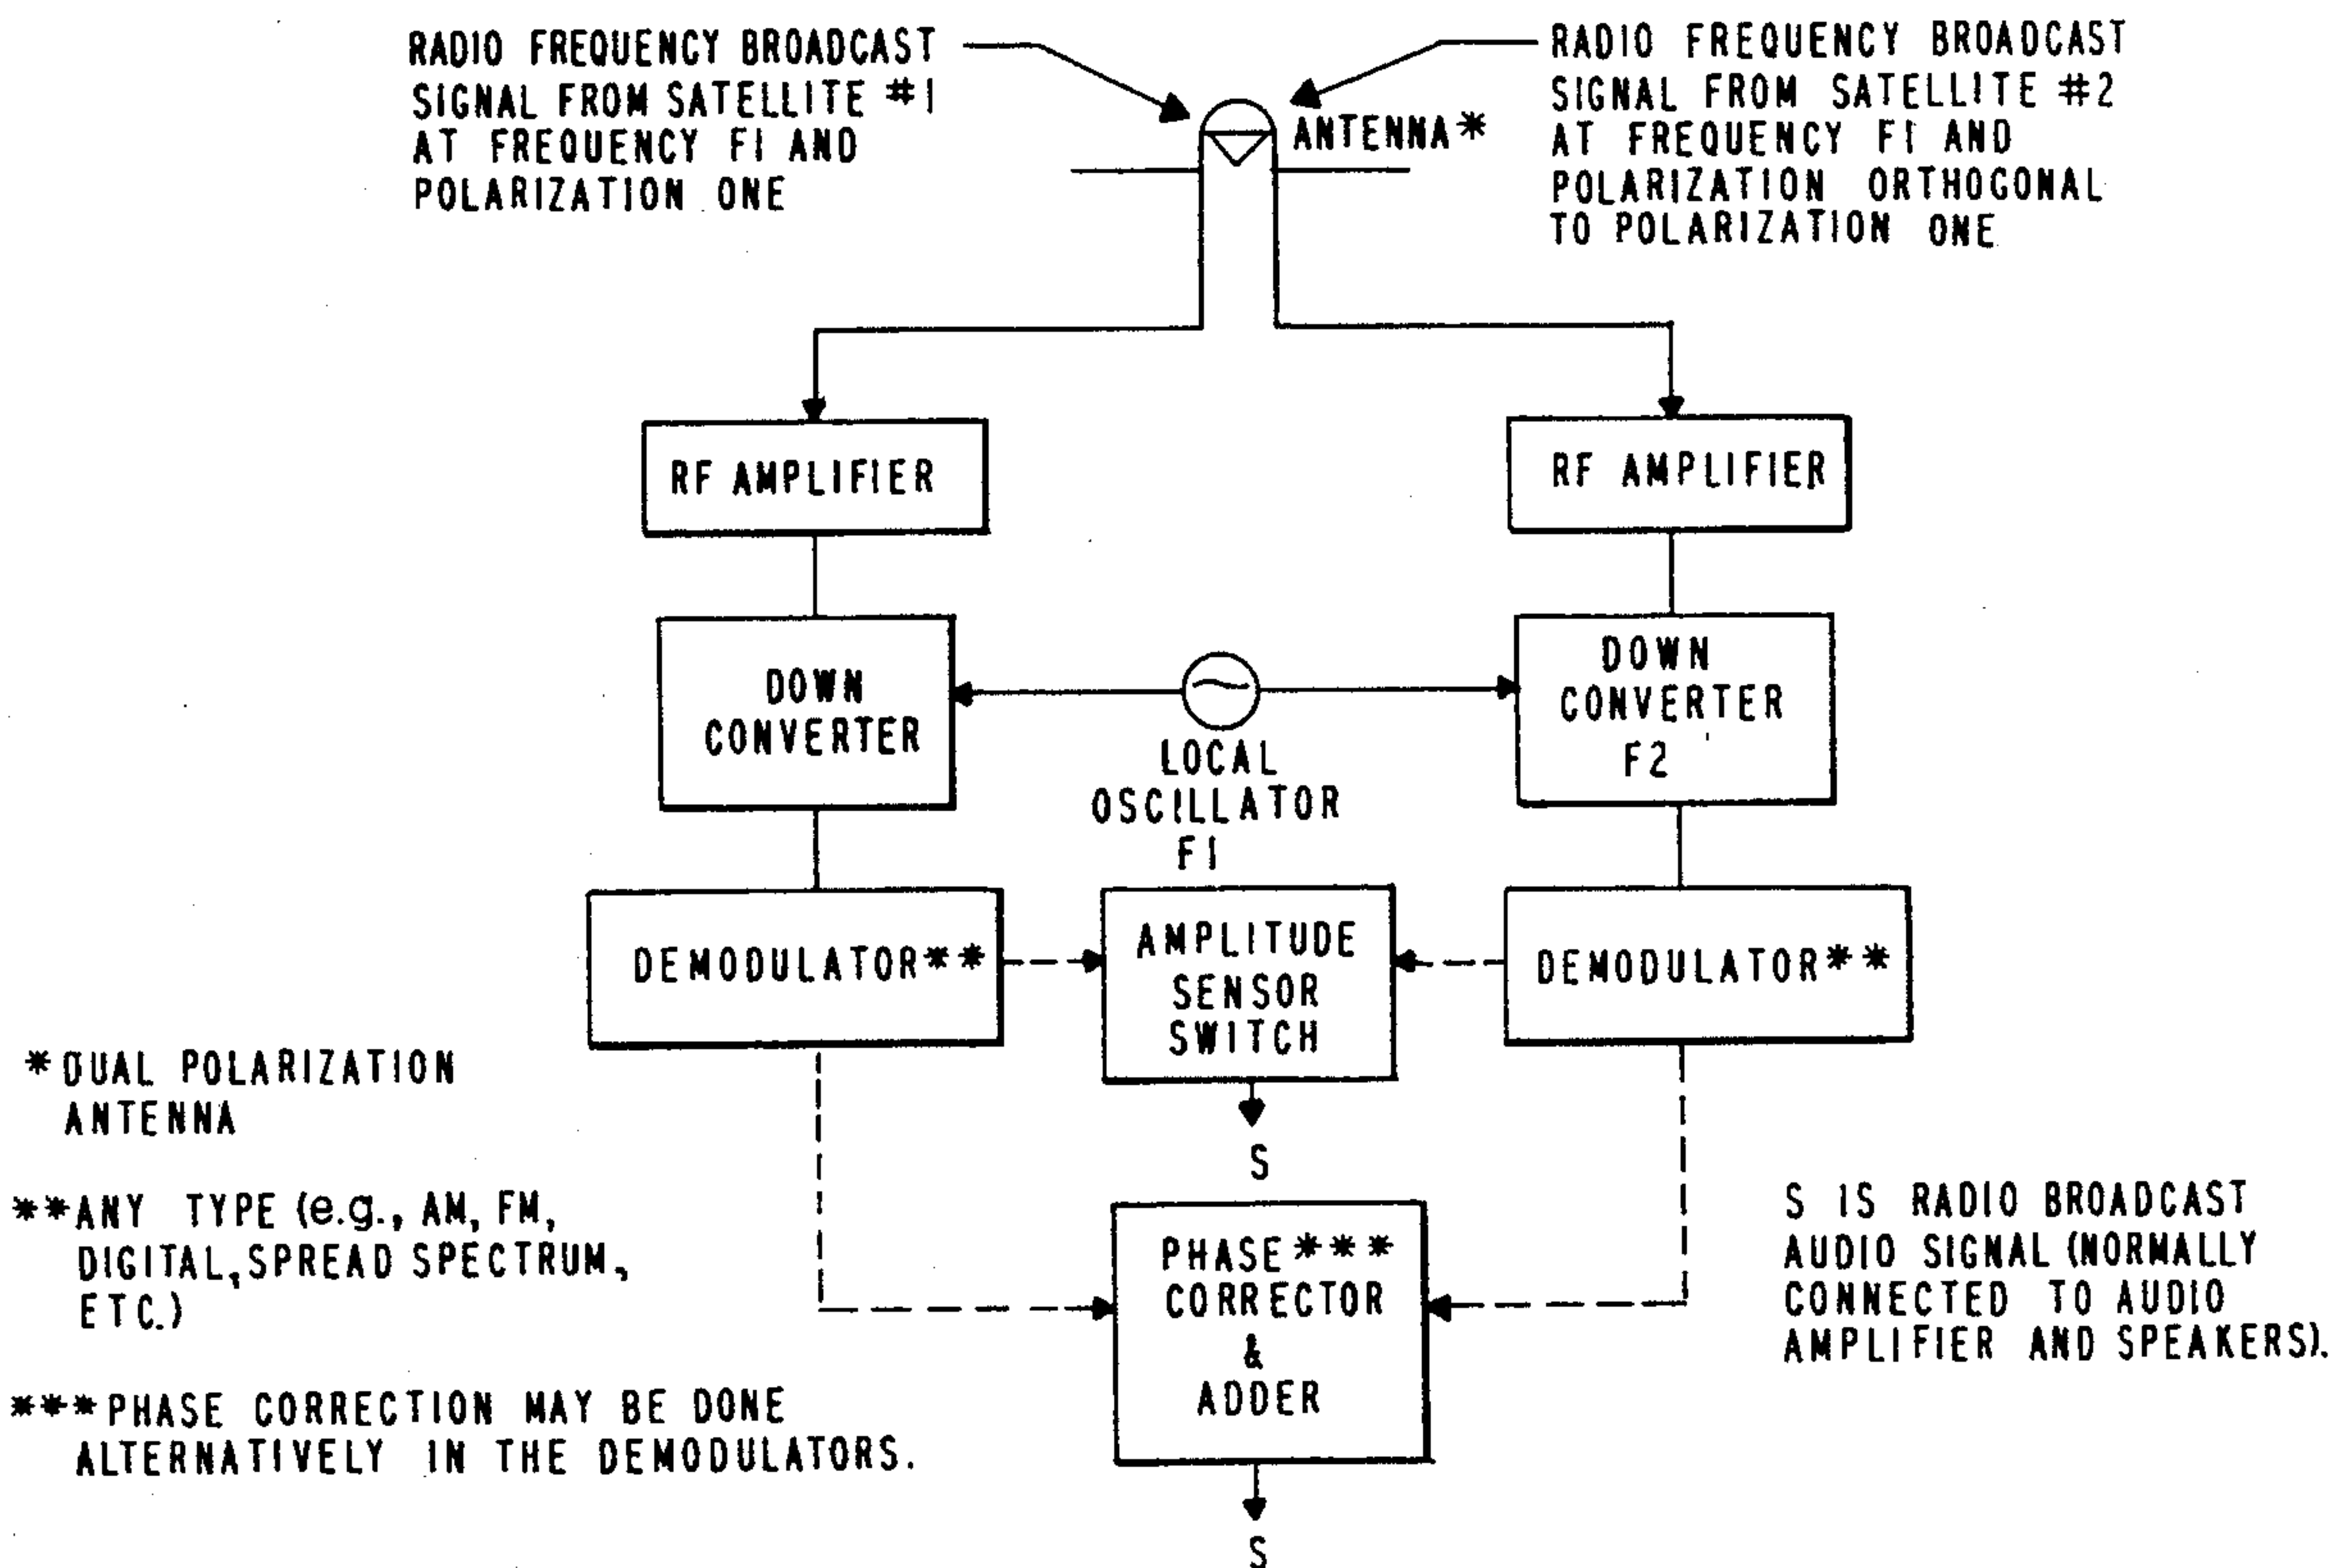 RADIO FREQUENCY BROADCAST
SIGNAL FROM SATELLITE #1
AT FREQUENCY F1 AND
POLARIZATION ONE
RADIO FREQUENCY BROADCAST
SIGNAL FROM SATELLITE #2
AT FREQUENCY F1 AND
POLARIZATION ORTHOGONAL
TO POLARIZATION ONE
ANTENNA*
RF AMPLIFIER
RF AMPLIFIER
DOWN
CONVERTER
LOCAL
OSCILLATOR
F1
DOWN
CONVERTER
F2
DEMODULATOR**
AMPLITUDE
SENSOR
SWITCH
DEMODULATOR**
S
*DUAL POLARIZATION
ANTENNA
**ANY TYPE (e.g., AM, FM,
DIGITAL, SPREAD SPECTRUM,
ETC.)
***PHASE CORRECTION MAY BE DONE
ALTERNATIVELY IN THE DEMODULATORS.
PHASE***
CORRECTOR
&
ADDER
S
S IS RADIO BROADCAST
AUDIO SIGNAL (NORMALLY
CONNECTED TO AUDIO
AMPLIFIER AND SPEAKERS).